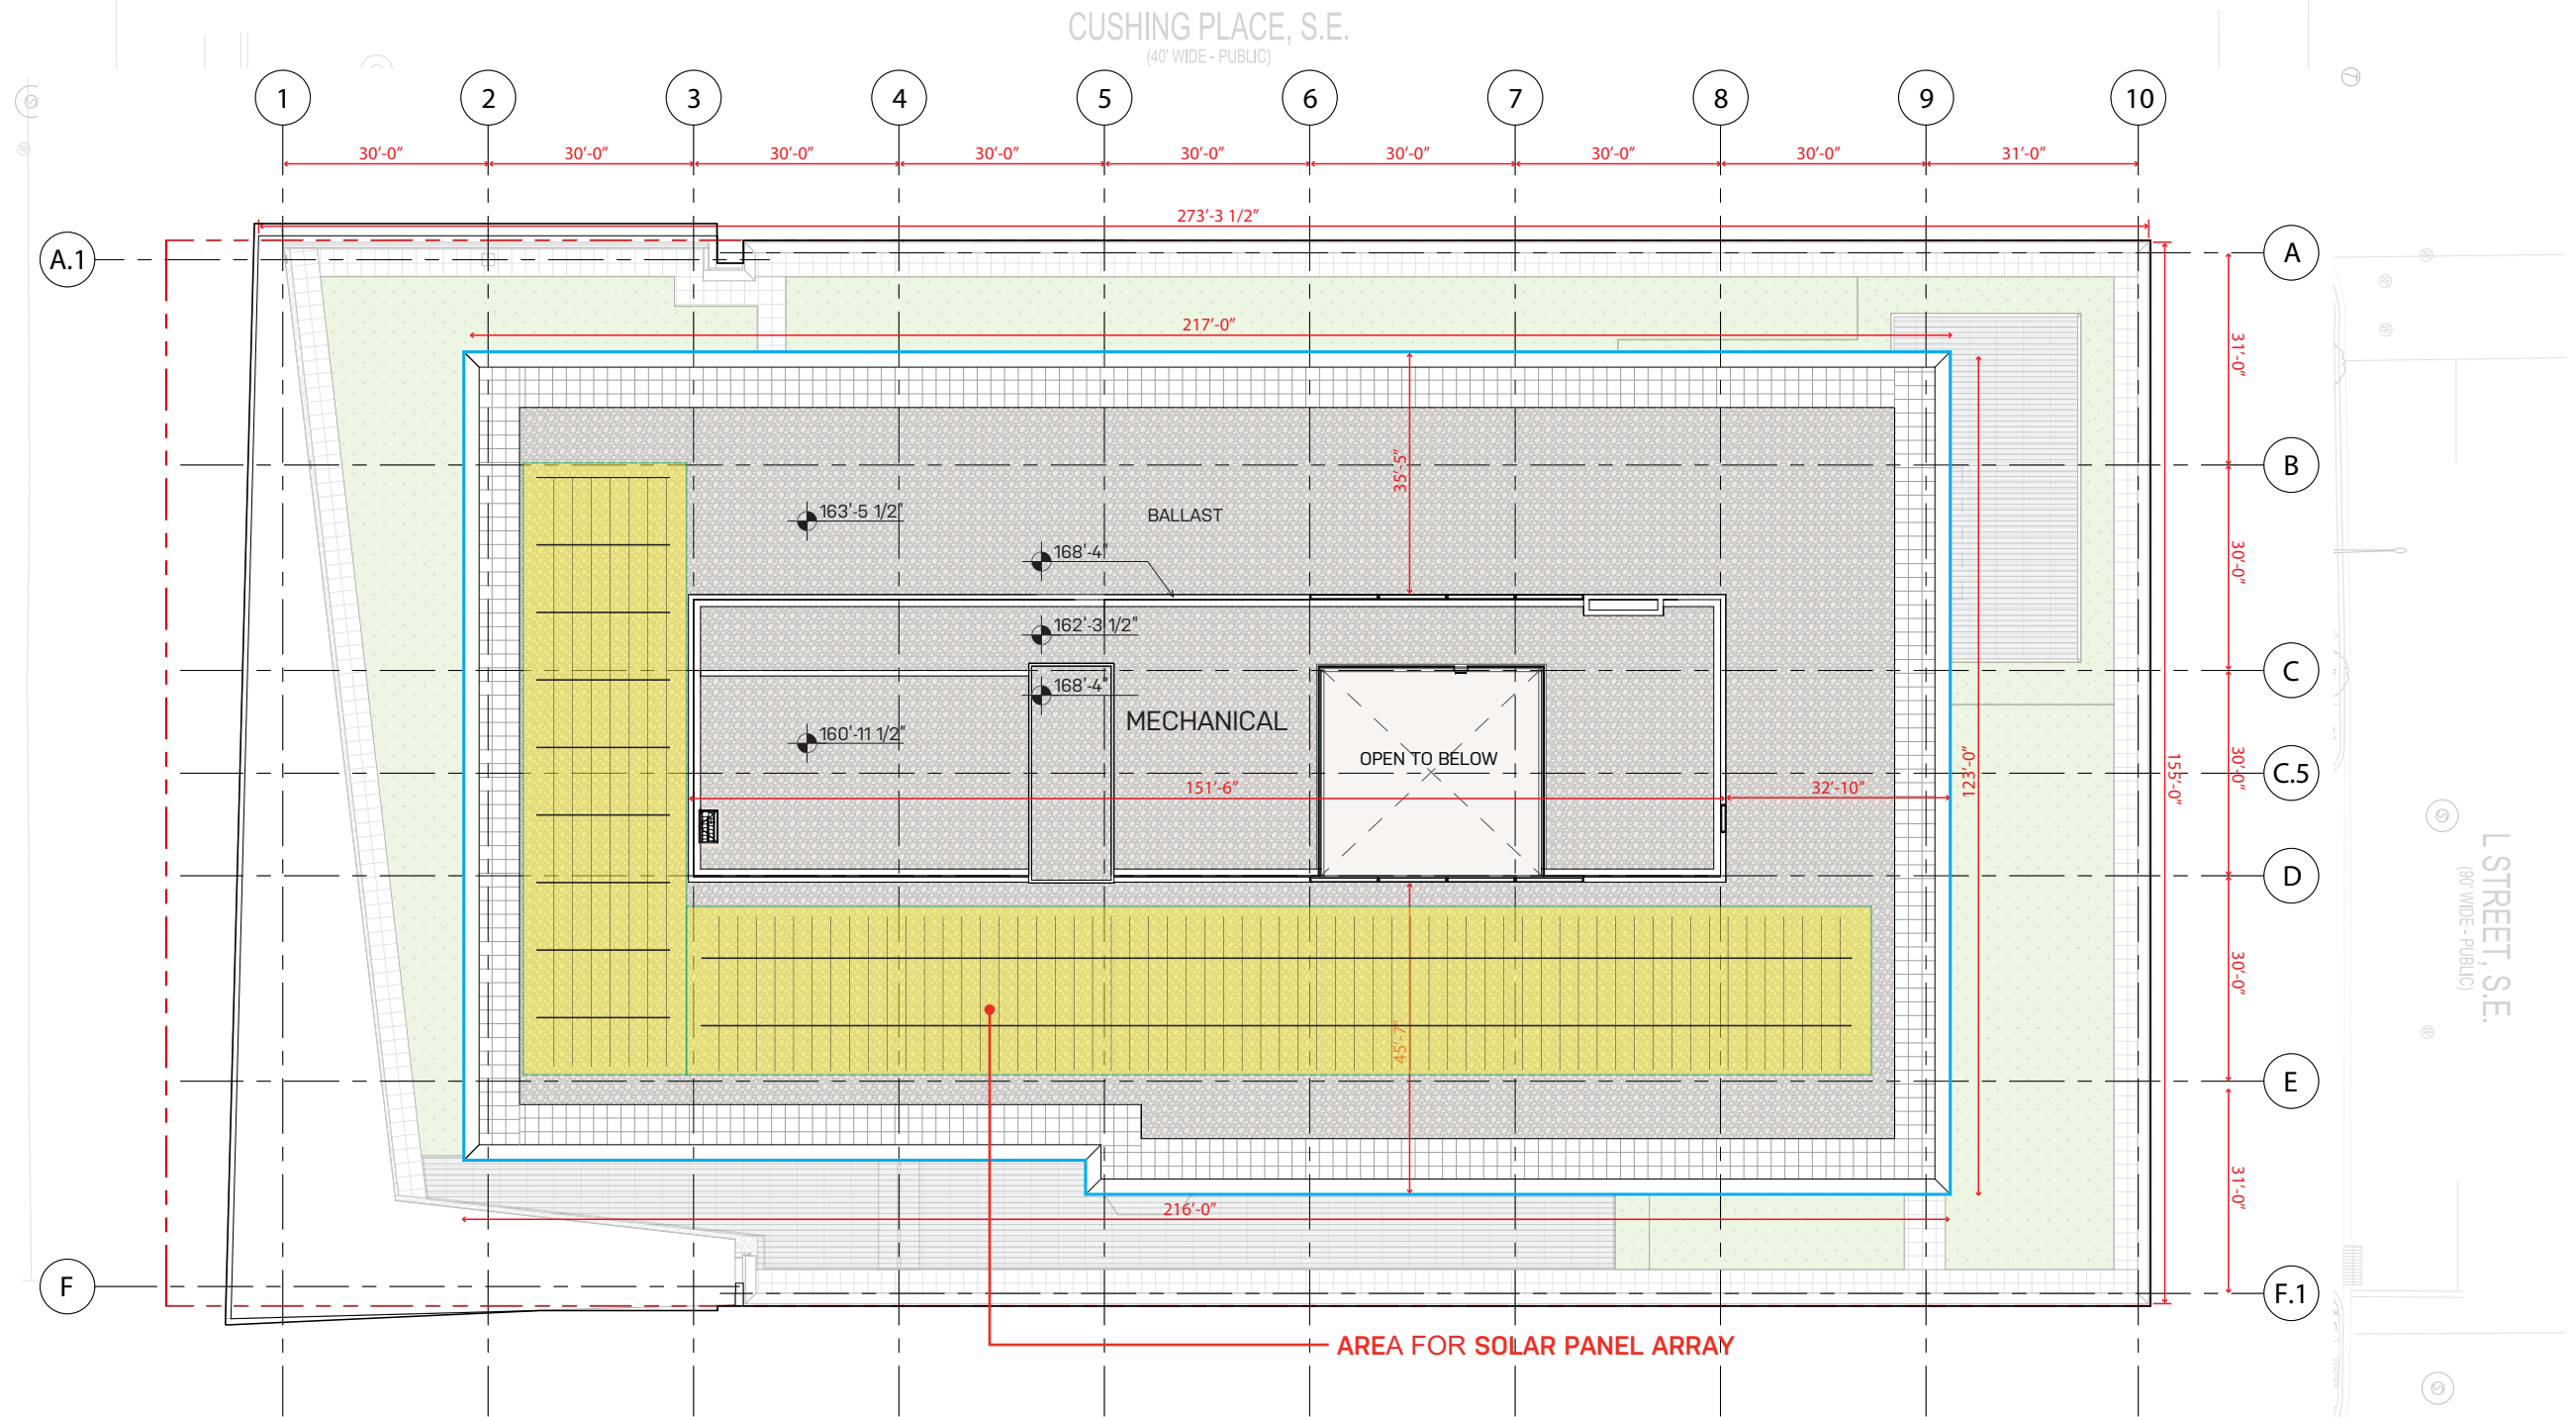 CUSHING PLACE, S.E.
(40' WIDE - PUBLIC)
1 2 3 4 5 6 7 8 9 10
30'-0" 30'-0" 30'-0" 30'-0" 30'-0" 30'-0" 30'-0" 30'-0" 31'-0"
273'-3 1/2"
A.1
A
217'-0"
31'-0"
35'-5"
B
163'-5 1/2"
BALLAST
168'-4"
30'-0"
162'-3 1/2"
C
168'-4"
MECHANICAL
160'-11 1/2"
OPEN TO BELOW
151'-6"
32'-10"
123'-0"
155'-0"
30'-0"
C.5
D
L STREET, S.E.
(90' WIDE - PUBLIC)
30'-0"
45'-7"
E
31'-0"
216'-0"
F
F.1
AREA FOR SOLAR PANEL ARRAY
S
W
T
W
W
W
S
W
S